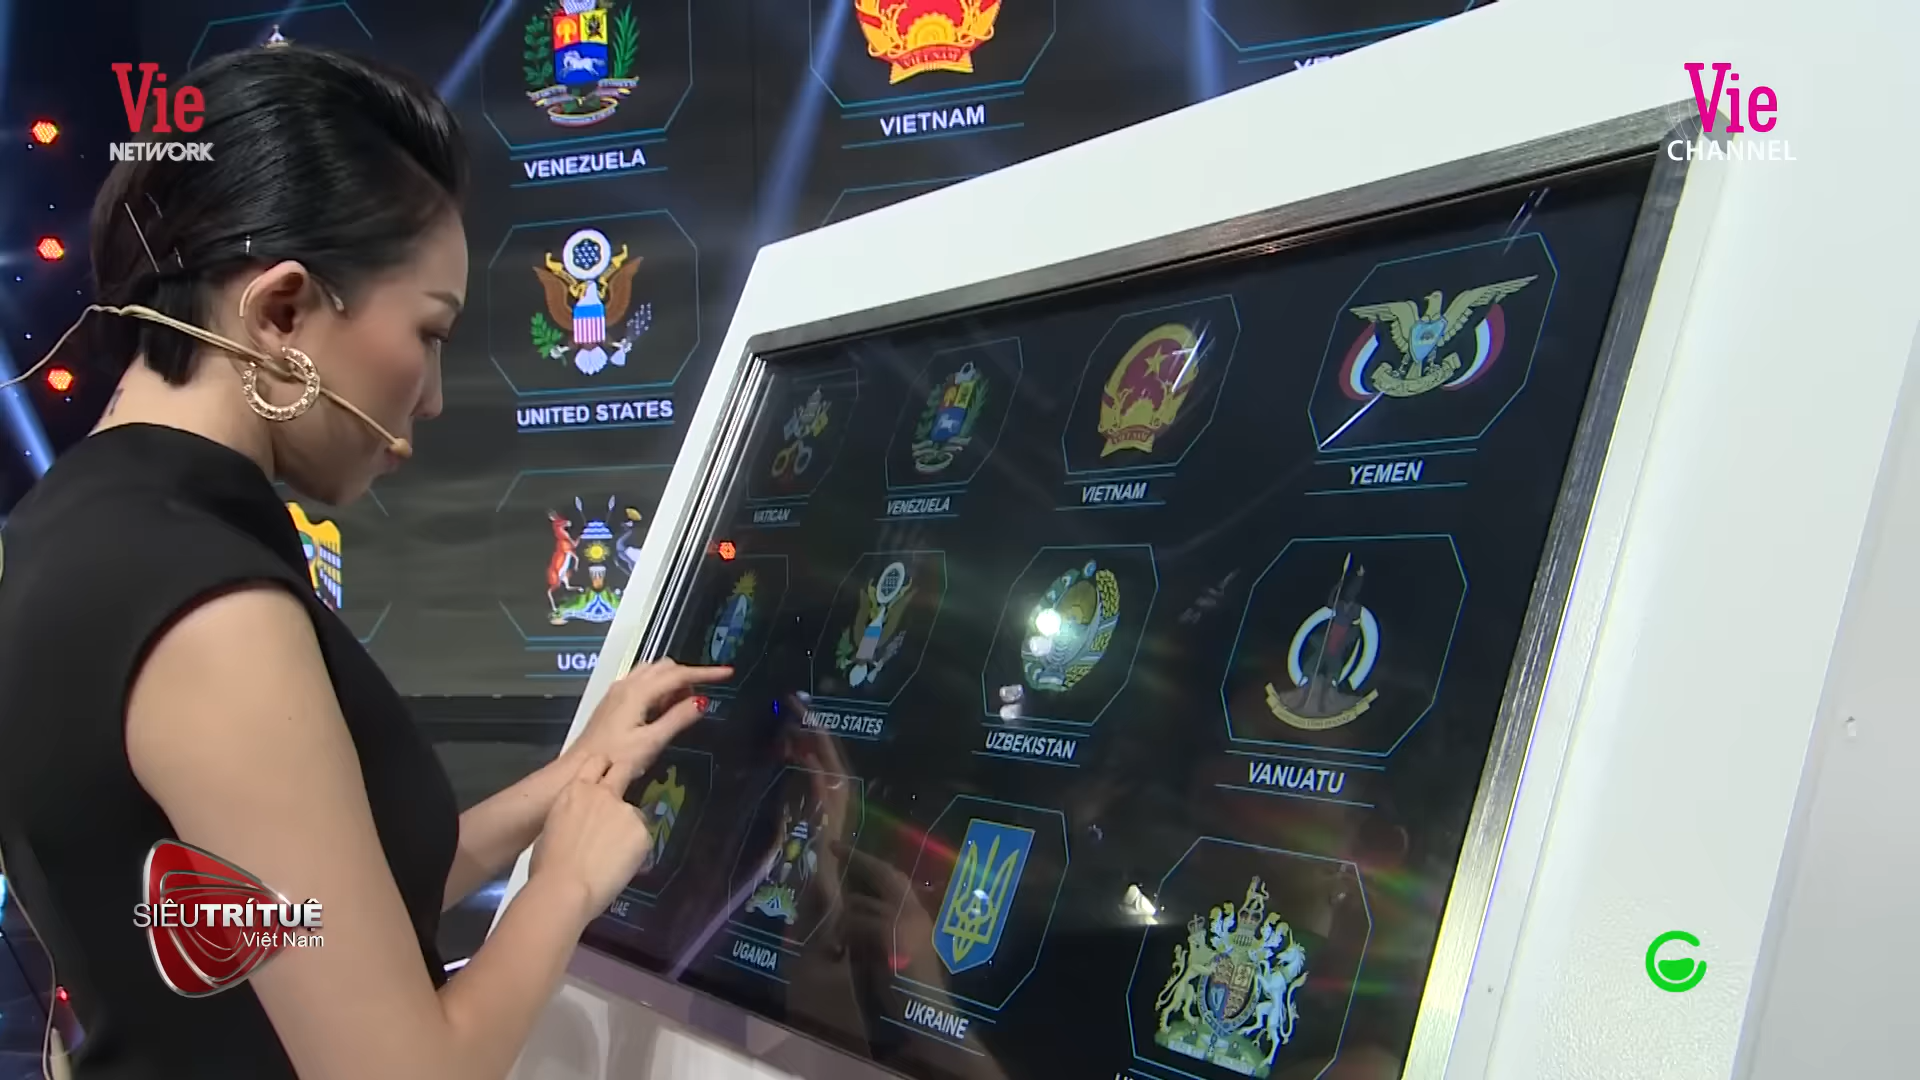 Vie
NETWORK
Vie
CHANNEL
VIETNAM
VENEZUELA
UNITED STATES
VATICAN
VENEZUELA
VIETNAM
YEMEN
UNITED STATES
UZBEKISTAN
VANUATU
UAE
UGANDA
UKRAINE
SIÊUTRÍTUỆ
Việt Nam